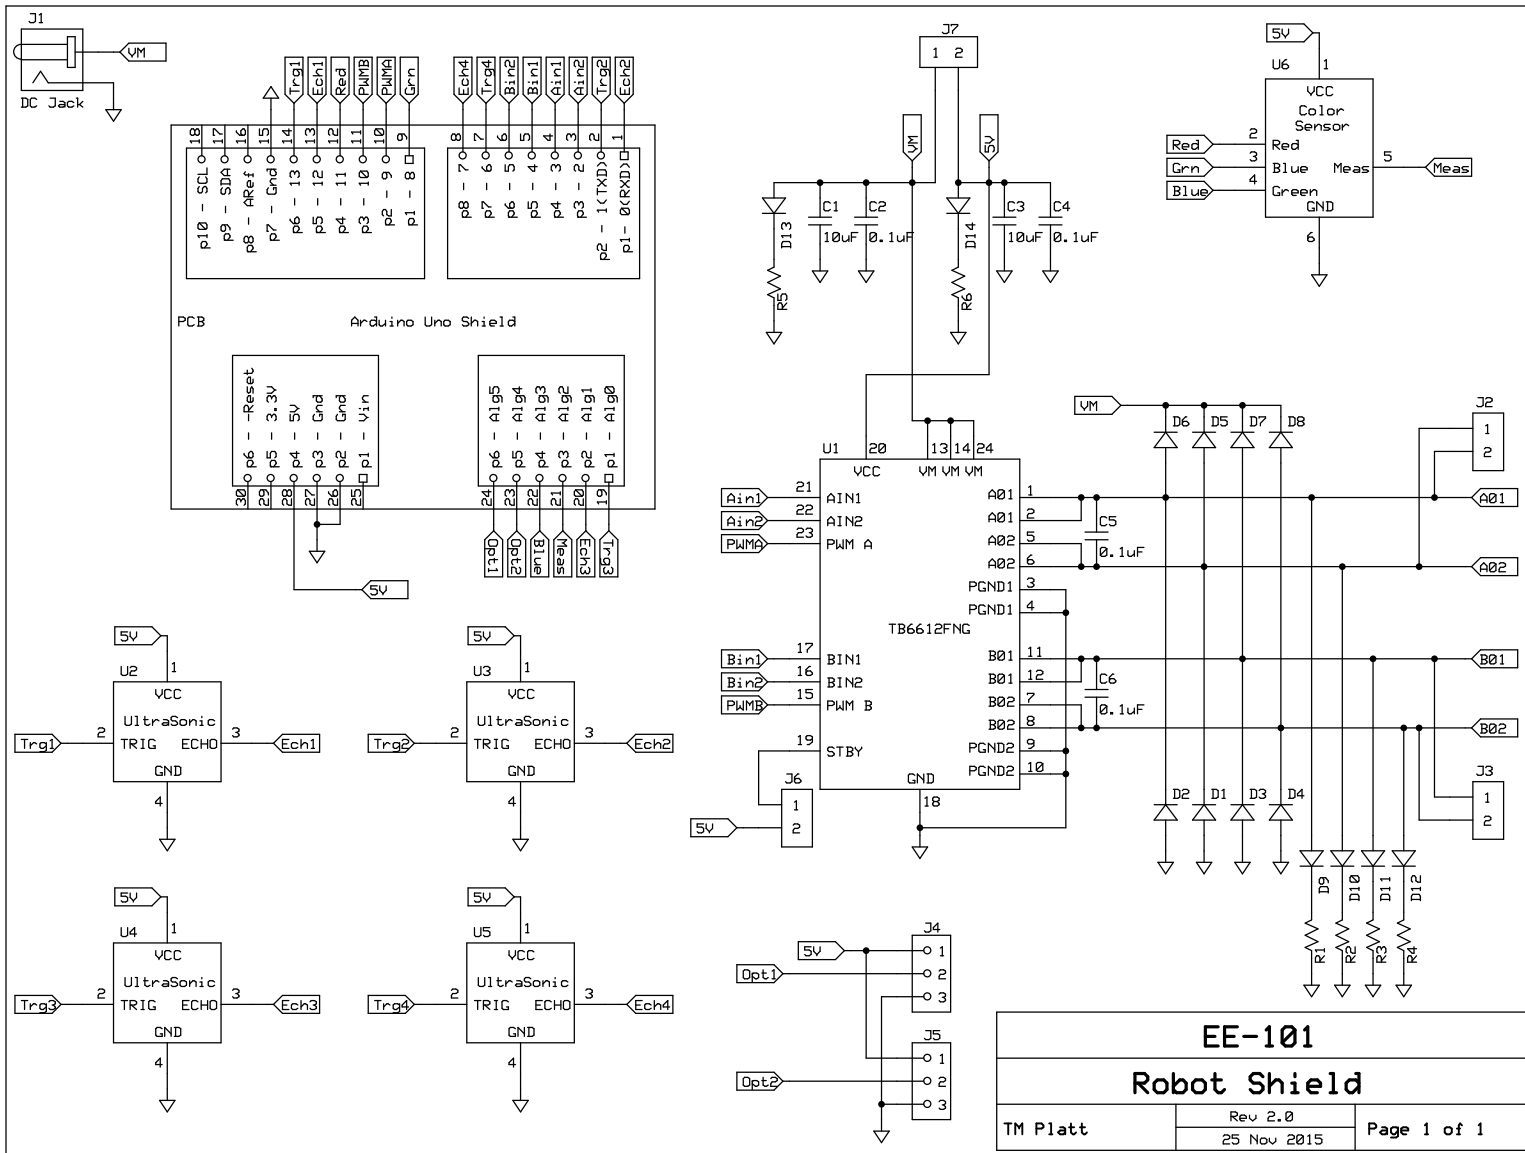 J1
VM
DC Jack
Trg1
Ech1
Red
PWMB
PWMA
Grn
Ech4
Trg4
Bin2
Bin1
Ain1
Ain2
Trg2
Ech2
18
17
16
15
14
13
12
11
10
9
8
7
6
5
4
3
2
1
p10 - SCL
p9 - SDA
p8 - ARef
p7 - Gnd
p6 - 13
p5 - 12
p4 - 11
p3 - 10
p2 - 9
p1 - 8
p8 - 7
p7 - 6
p6 - 5
p5 - 4
p4 - 3
p3 - 2
p2 - 1(TXD)
p1- 0(RXD)
PCB
Arduino Uno Shield
p6 - -Reset
p5 - 3.3V
p4 - 5V
p3 - Gnd
p2 - Gnd
p1 - Vin
p6 - Alg5
p5 - Alg4
p4 - Alg3
p3 - Alg2
p2 - Alg1
p1 - Alg0
30
29
28
27
26
25
24
23
22
21
20
19
Opt1
Opt2
Blue
Meas
Ech3
Trg3
5V
J7
1 2
VM
5V
D13
C1
10uF
C2
0.1uF
R5
D14
C3
10uF
C4
0.1uF
R6
5V
1
U6
VCC
Color
Sensor
Red
2
Red
Grn
3
Blue
Meas
5
Meas
Blue
4
Green
GND
6
U1
20
13 14 24
VCC
VM VM VM
Ain1
21
AIN1
Ain2
22
AIN2
PWMA
23
PWM A
A01
1
A01
2
A02
5
A02
6
PGND1
3
PGND1
4
TB6612FNG
Bin1
17
BIN1
Bin2
16
BIN2
PWMB
15
PWM B
19
STBY
B01
11
B01
12
B02
7
B02
8
PGND2
9
PGND2
10
GND
18
C5
0.1uF
C6
0.1uF
J6
1
2
5V
VM
D6
D5
D7
D8
J2
1
2
A01
A02
B01
B02
J3
1
2
D2
D1
D3
D4
D9
D10
D11
D12
R1
R2
R3
R4
5V
1
U2
VCC
UltraSonic
Trg1
2
TRIG
ECHO
3
Ech1
GND
4
5V
1
U3
VCC
UltraSonic
Trg2
2
TRIG
ECHO
3
Ech2
GND
4
5V
1
U4
VCC
UltraSonic
Trg3
2
TRIG
ECHO
3
Ech3
GND
4
5V
1
U5
VCC
UltraSonic
Trg4
2
TRIG
ECHO
3
Ech4
GND
4
J4
5V
1
Opt1
2
3
J5
1
Opt2
2
3
EE-101
Robot Shield
TM Platt
Rev 2.0
25 Nov 2015
Page 1 of 1